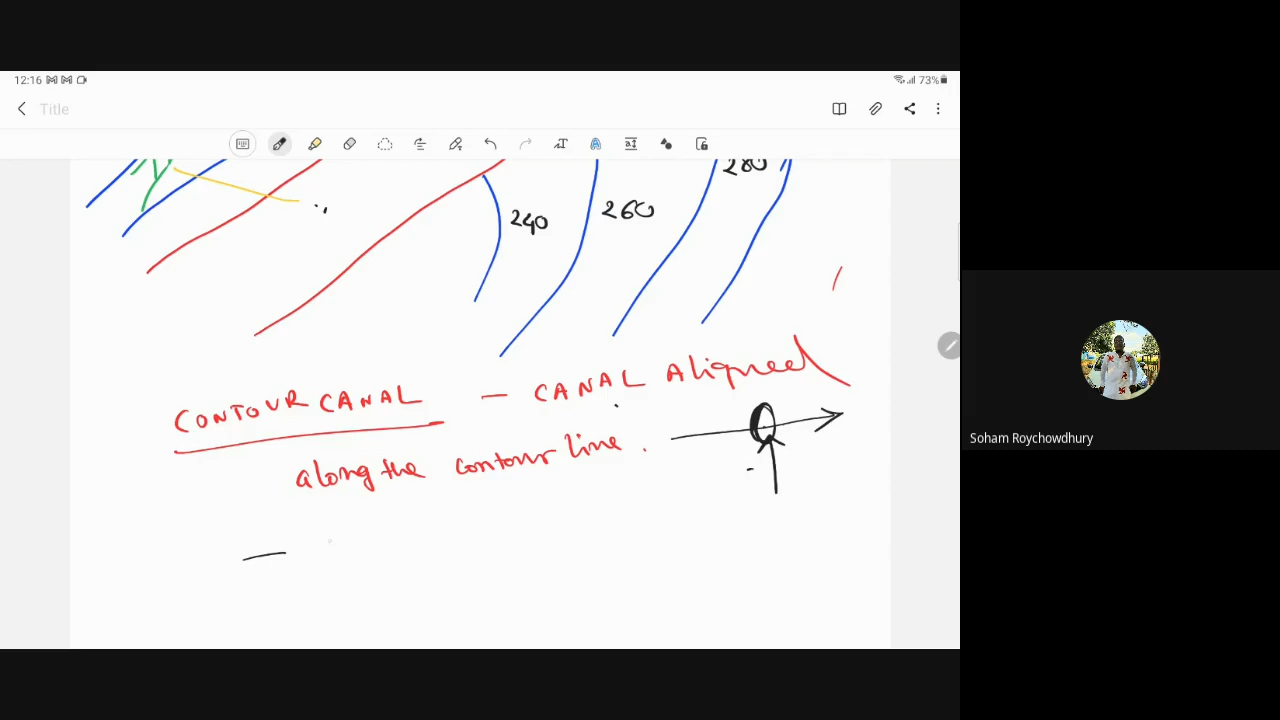 12:16
73%
Title
280
240
260
CONTOUR CANAL — CANAL Aligned
along the contour line.
Soham Roychowdhury